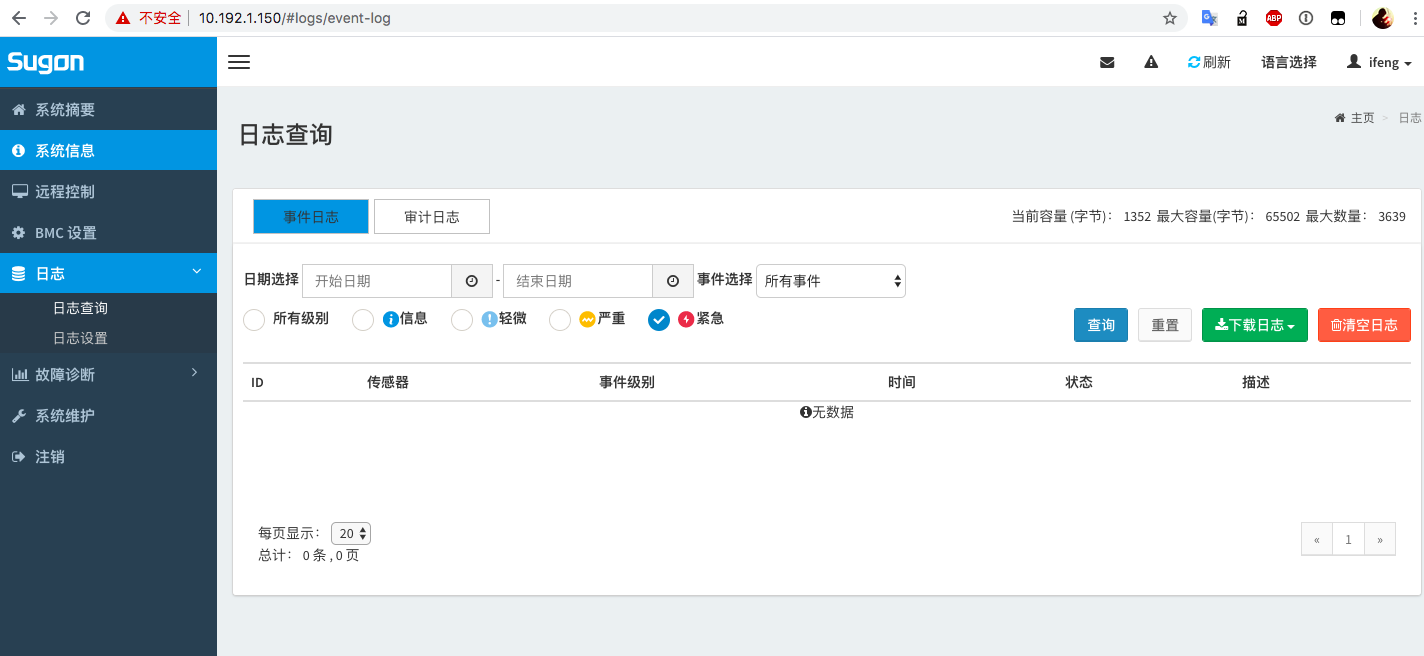 不安全 10.192.1.150/#logs/event-log
Sugon
刷新 语言选择 ifeng
系统摘要
系统信息
远程控制
BMC 设置
日志
日志查询
日志设置
故障诊断
系统维护
注销
主页 > 日志
日志查询
事件日志 审计日志 当前容量 (字节)： 1352 最大容量(字节)： 65502 最大数量： 3639
日期选择 开始日期 - 结束日期 事件选择 所有事件
所有级别 信息 轻微 严重 紧急
查询 重置 下载日志 清空日志
ID 传感器 事件级别 时间 状态 描述
无数据
每页显示： 20
总计： 0 条 , 0 页
« 1 »